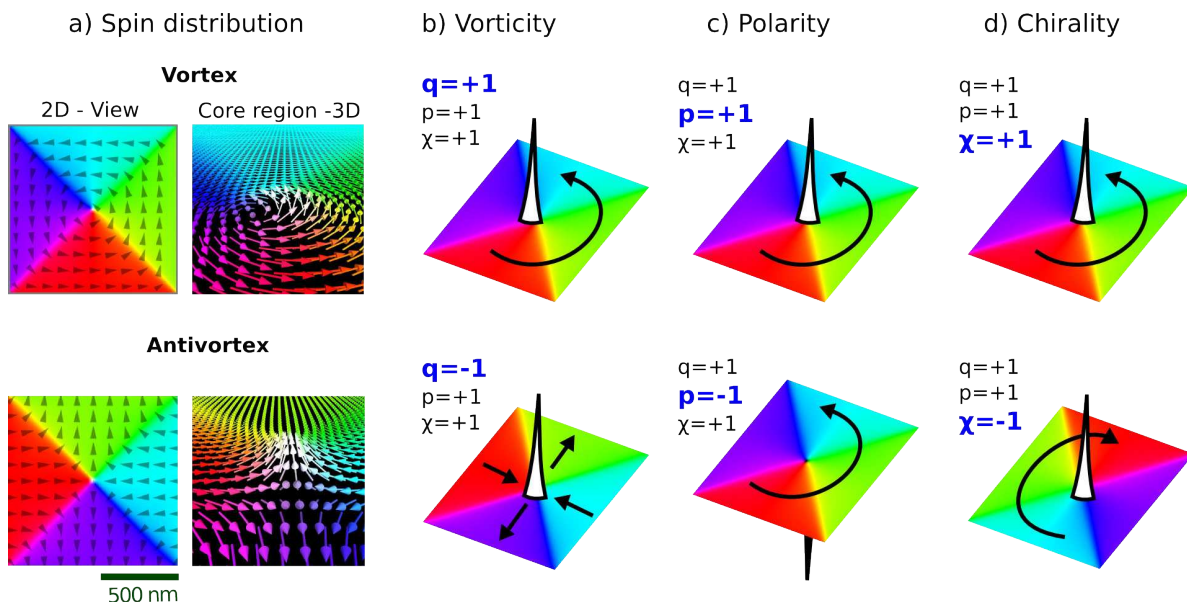 a) Spin distribution
b) Vorticity
c) Polarity
d) Chirality
Vortex
2D - View
Core region -3D
q=+1
p=+1
χ=+1
q=+1
p=+1
χ=+1
q=+1
p=+1
χ=+1
Antivortex
q=-1
p=+1
χ=+1
q=+1
p=-1
χ=+1
q=+1
p=+1
χ=-1
500 nm